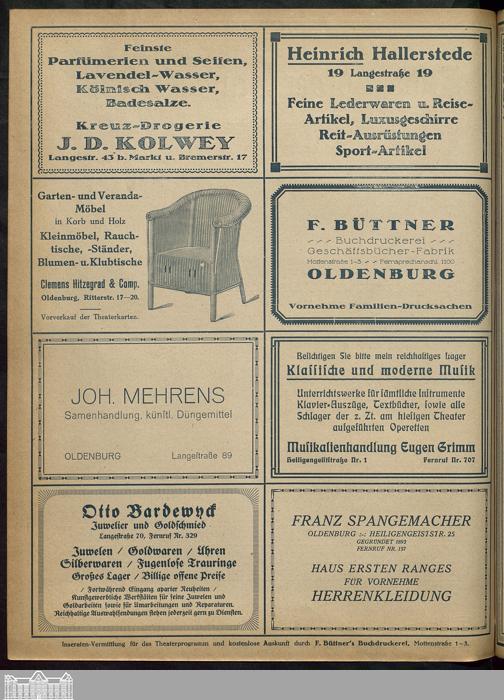 Feinste
Parfümerien und Seifen,
Lavendel-Wasser,
Kölnisch Wasser,
Badesalze.
Kreuz-Drogerie
J. D. KOLWEY
Langestr. 43 b. Markt u. Bremerstr. 17
Heinrich Hallerstede
19 Langestraße 19
Feine Lederwaren u. Reise-
Artikel, Luxusgeschirre
Reit-Ausrüstungen
Sport-Artikel
Garten- und Veranda-
Möbel
in Korb und Holz
Kleinmöbel, Rauch-
tische, -Ständer,
Blumen- u. Klubtische
Clemens Hitzegrad & Comp.
Oldenburg, Ritterstr. 17—20.
Vorverkauf der Theaterkarten.
F. BÜTTNER
Buchdruckerei
Geschäftsbücher-Fabrik
Mottenstraße 1-3 Fernsprechanschl. 1100
OLDENBURG
Vornehme Familien-Drucksachen
JOH. MEHRENS
Samenhandlung, künstl. Düngemittel
OLDENBURG Langestraße 89
Besichtigen Sie bitte mein reichhaltiges Lager
Klassische und moderne Musik
Unterrichtswerke für sämtliche Instrumente
Klavier-Auszüge, Textbücher, sowie alle
Schlager der z. Zt. am hiesigen Theater
aufgeführten Operetten
Musikalienhandlung Eugen Grimm
Heiligengeiststraße Nr. 1 Fernruf Nr. 707
Otto Bardewyck
Juwelier und Goldschmied
Langestraße 70, Fernruf Nr. 329
Juwelen / Goldwaren / Uhren
Silberwaren / Fugenlose Trauringe
Großes Lager / Billige offene Preise
/ Fortwährend Eingang aparter Neuheiten /
Kunstgewerbliche Werkstätten für feine Juwelen und
Goldarbeiten sowie für Umarbeitungen und Reparaturen.
Reichhaltige Auswahlsendungen stehen jederzeit gern zu Diensten.
FRANZ SPANGEMACHER
OLDENBURG :-: HEILIGENGEISTSTR. 25
GEGRÜNDET 1893
FERNRUF NR. 137
HAUS ERSTEN RANGES
FÜR VORNEHME
HERRENKLEIDUNG
Inseraten-Vermittlung für das Theaterprogramm und kostenlose Auskunft durch F. Büttner's Buchdruckerei, Mottenstraße 1—3.